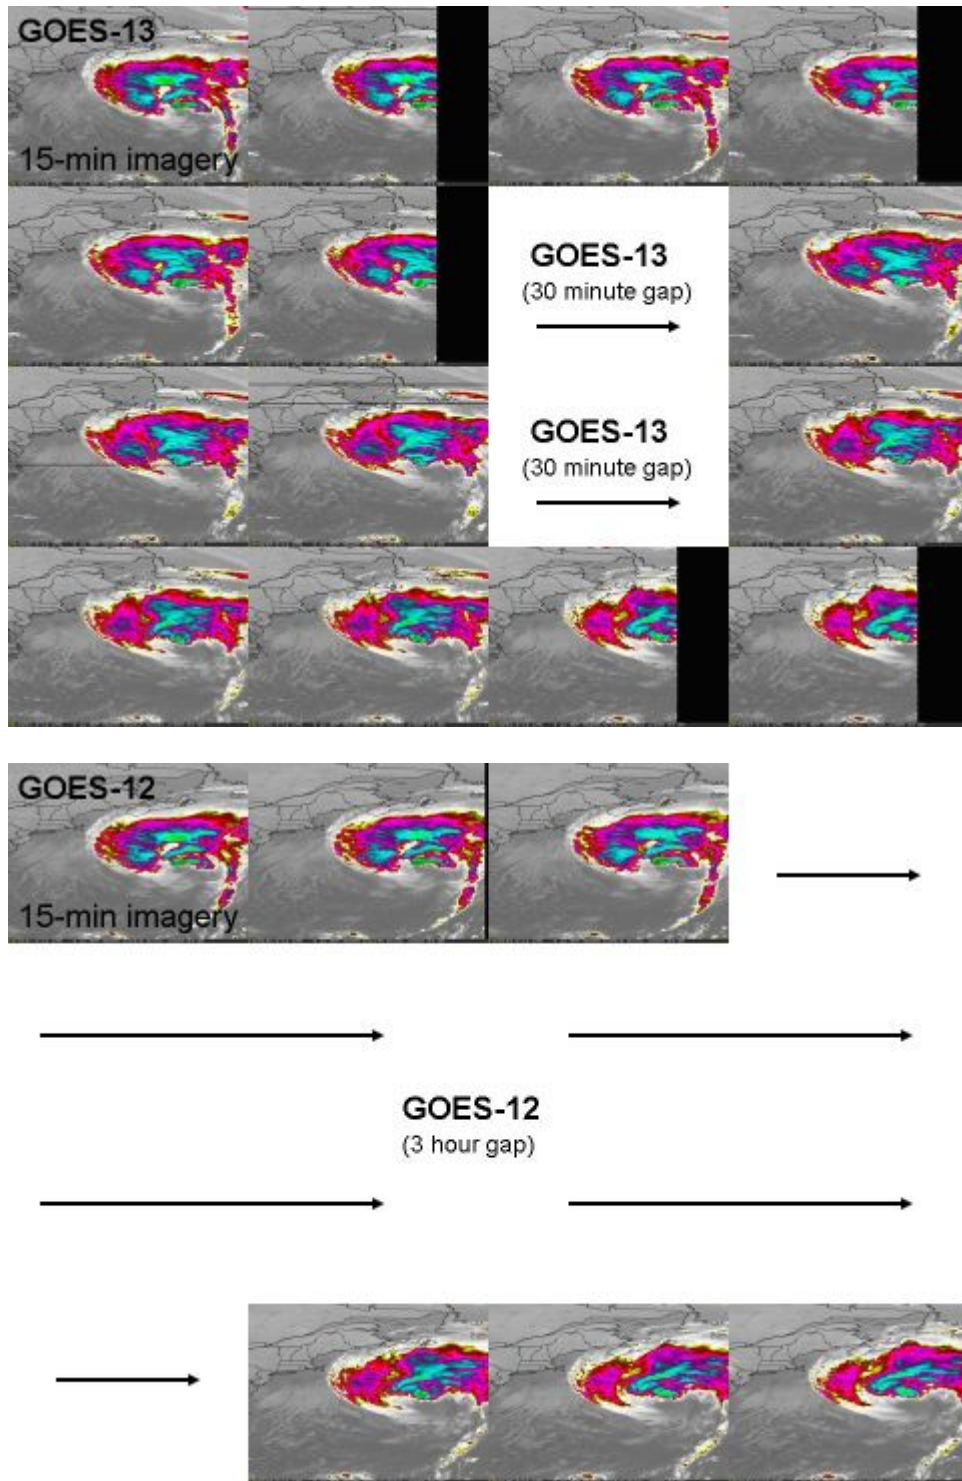 GOES-13
15-min imagery
GOES-13
(30 minute gap)
GOES-13
(30 minute gap)
GOES-12
15-min imagery
GOES-12
(3 hour gap)